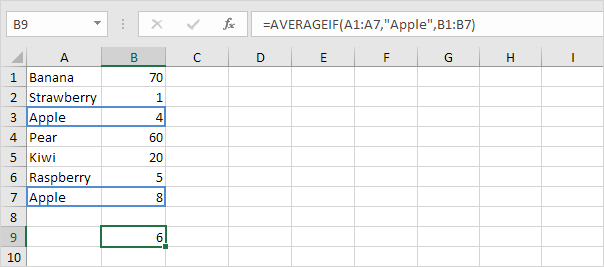 B9 fx =AVERAGEIF(A1:A7,"Apple",B1:B7)
A B C D E F G H I
1 Banana 70
2 Strawberry 1
3 Apple 4
4 Pear 60
5 Kiwi 20
6 Raspberry 5
7 Apple 8
8
9 6
10